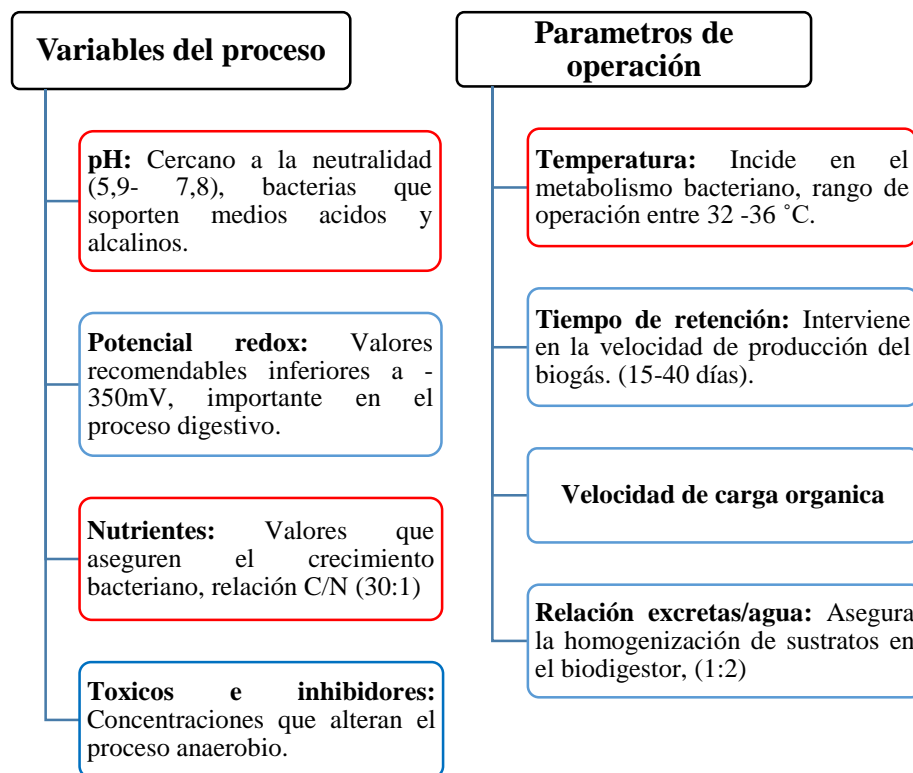 Variables del proceso
pH: Cercano a la neutralidad
(5,9- 7,8), bacterias que
soporten medios acidos y
alcalinos.
Potencial redox: Valores
recomendables inferiores a -
350mV, importante en el
proceso digestivo.
Nutrientes: Valores que
aseguren el crecimiento
bacteriano, relación C/N (30:1)
Toxicos e inhibidores:
Concentraciones que alteran el
proceso anaerobio.
Parametros de
operación
Temperatura: Incide en el
metabolismo bacteriano, rango de
operación entre 32 -36 ˚C.
Tiempo de retención: Interviene
en la velocidad de producción del
biogás. (15-40 días).
Velocidad de carga organica
Relación excretas/agua: Asegura
la homogenización de sustratos en
el biodigestor, (1:2)